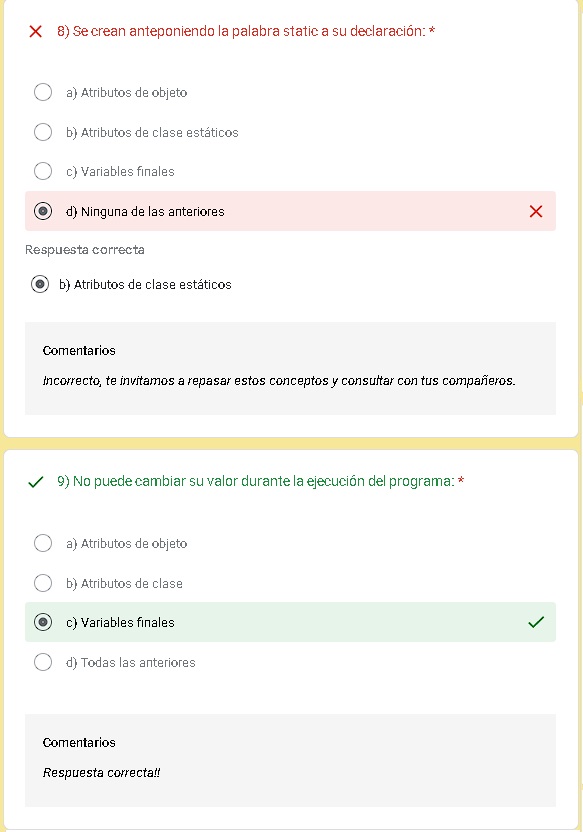 8) Se crean anteponiendo la palabra static a su declaración: *
a) Atributos de objeto
b) Atributos de clase estáticos
c) Variables finales
d) Ninguna de las anteriores
Respuesta correcta
b) Atributos de clase estáticos
Comentarios
Incorrecto, te invitamos a repasar estos conceptos y consultar con tus compañeros.
9) No puede cambiar su valor durante la ejecución del programa: *
a) Atributos de objeto
b) Atributos de clase
c) Variables finales
d) Todas las anteriores
Comentarios
Respuesta correcta!!